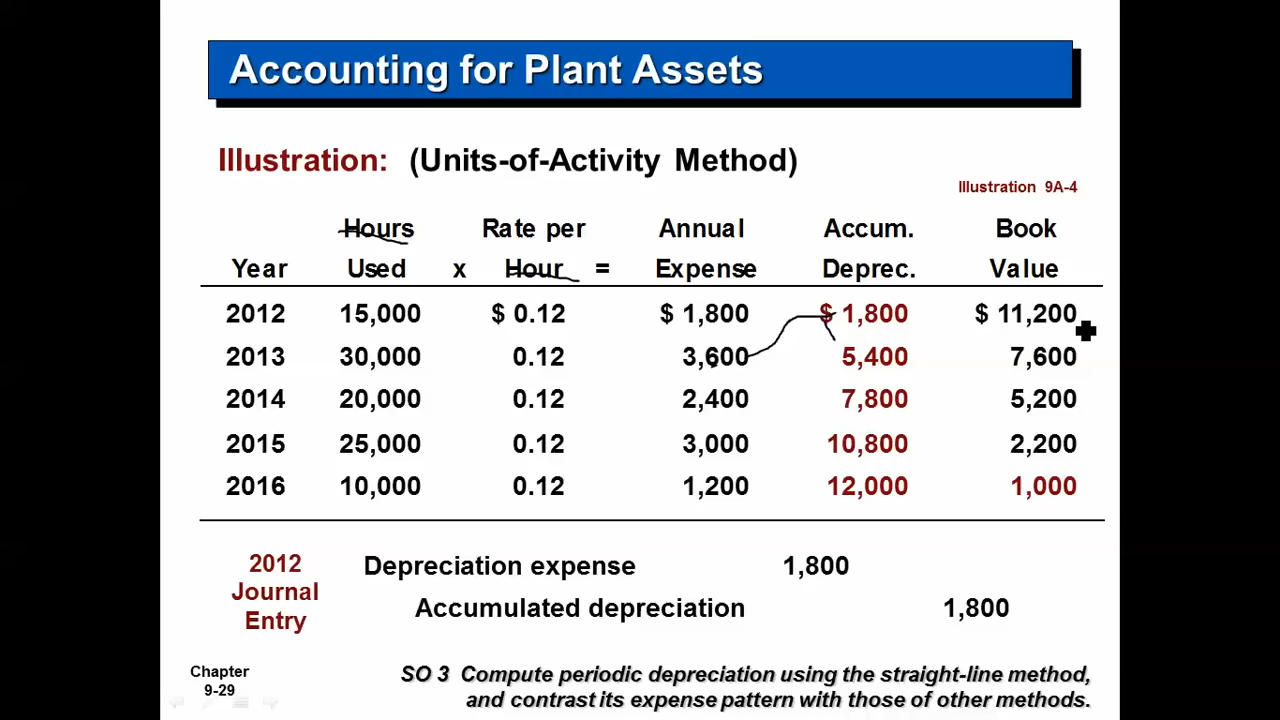 Accounting for Plant Assets
Illustration: (Units-of-Activity Method)
Illustration 9A-4
Hours Rate per Annual Accum. Book
Year Used x Hour = Expense Deprec. Value
2012 15,000 $ 0.12 $ 1,800 $ 1,800 $ 11,200
2013 30,000 0.12 3,600 5,400 7,600
2014 20,000 0.12 2,400 7,800 5,200
2015 25,000 0.12 3,000 10,800 2,200
2016 10,000 0.12 1,200 12,000 1,000
2012 Depreciation expense 1,800
Journal
Accumulated depreciation 1,800
Entry
Chapter
9-29
SO 3 Compute periodic depreciation using the straight-line method,
and contrast its expense pattern with those of other methods.